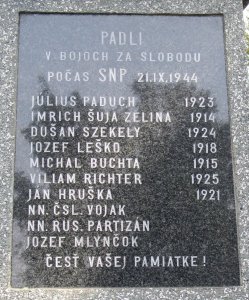 PADLI
V BOJOCH ZA SLOBODU
POČAS SNP 21.IX.1944
JÚLIUS PADUCH 1923
IMRICH ŠUJA ZELINA 1914
DUŠAN SZEKELY 1924
JOZEF LEŠKO 1918
MICHAL BUCHTA 1915
VILIAM RICHTER 1925
JÁN HRUŠKA 1921
NN. ČSL. VOJAK
NN. RUS. PARTIZÁN
JOZEF MLYNČOK
ČESŤ VAŠEJ PAMIATKE!